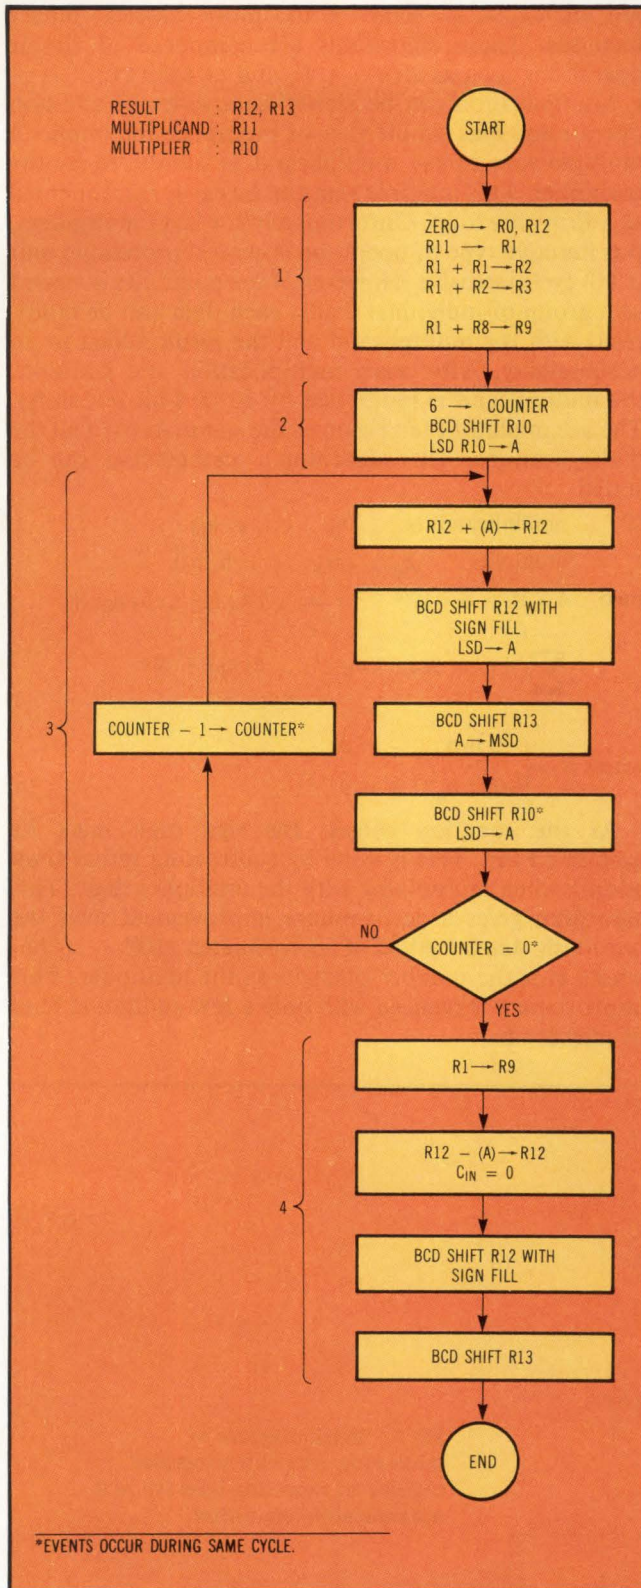 RESULT : R12, R13
MULTIPLICAND : R11
MULTIPLIER : R10
START
1
ZERO → R0, R12
R11 → R1
R1 + R1 → R2
R1 + R2 → R3
R1 + R8 → R9
2
6 → COUNTER
BCD SHIFT R10
LSD R10 → A
3
R12 + (A) → R12
BCD SHIFT R12 WITH
SIGN FILL
LSD → A
COUNTER – 1 → COUNTER*
BCD SHIFT R13
A → MSD
BCD SHIFT R10*
LSD → A
NO
COUNTER = 0*
YES
4
R1 → R9
R12 – (A) → R12
CIN = 0
BCD SHIFT R12 WITH
SIGN FILL
BCD SHIFT R13
END
*EVENTS OCCUR DURING SAME CYCLE.